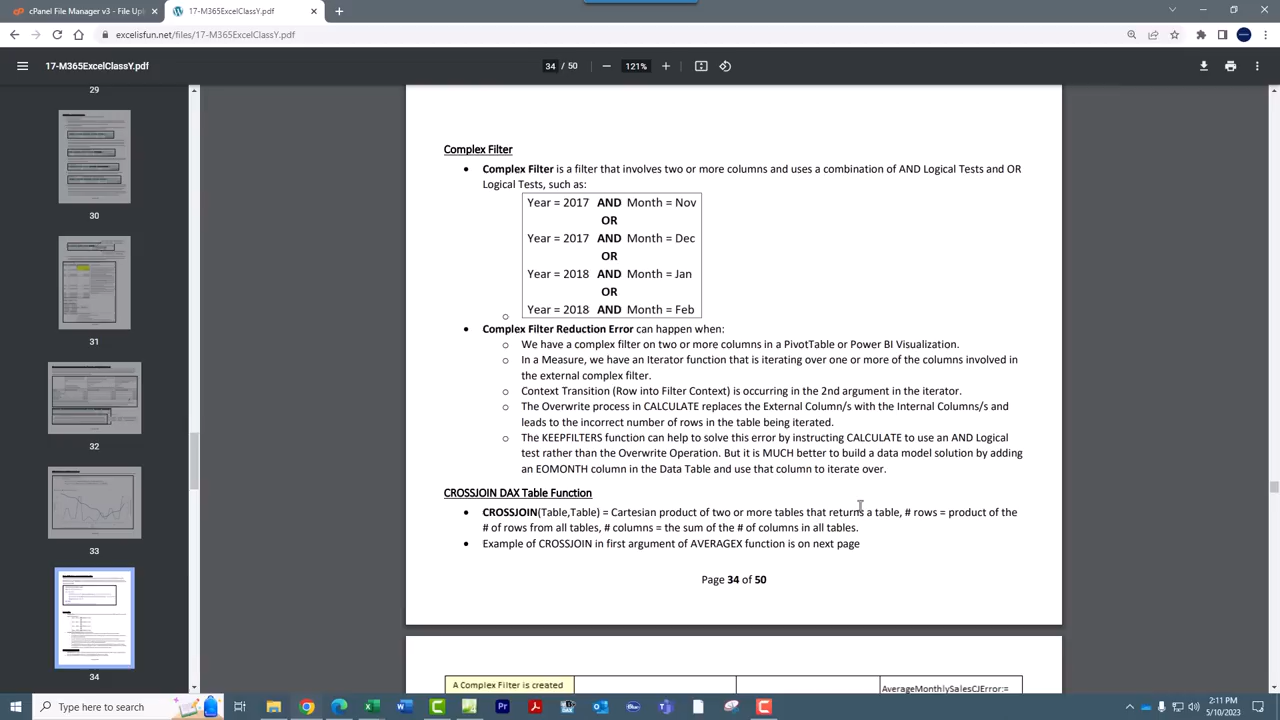 cPanel File Manager v3 - File Upl
17-M365ExcelClassY.pdf
excelisfun.net/files/17-M365ExcelClassY.pdf
17-M365ExcelClassY.pdf
34 / 50
121%
29
30
31
32
33
34
Complex Filter
Complex Filter is a filter that involves two or more columns and uses a combination of AND Logical Tests and OR
Logical Tests, such as:
Year = 2017 AND Month = Nov
OR
Year = 2017 AND Month = Dec
OR
Year = 2018 AND Month = Jan
OR
Year = 2018 AND Month = Feb
Complex Filter Reduction Error can happen when:
We have a complex filter on two or more columns in a PivotTable or Power BI Visualization.
In a Measure, we have an Iterator function that is iterating over one or more of the columns involved in
the external complex filter.
Context Transition (Row into Filter Context) is occurring in the 2nd argument in the iterator.
The Overwrite process in CALCULATE replaces the External Column/s with the Internal Columns/s and
leads to the incorrect number of rows in the table being iterated.
The KEEPFILTERS function can help to solve this error by instructing CALCULATE to use an AND Logical
test rather than the Overwrite Operation. But it is MUCH better to build a data model solution by adding
an EOMONTH column in the Data Table and use that column to iterate over.
CROSSJOIN DAX Table Function
CROSSJOIN(Table,Table) = Cartesian product of two or more tables that returns a table, # rows = product of the
# of rows from all tables, # columns = the sum of the # of columns in all tables.
Example of CROSSJOIN in first argument of AVERAGEX function is on next page
Page 34 of 50
A Complex Filter is created
AverageMonthlySalesCJError:=
Type here to search
2:11 PM
5/10/2023